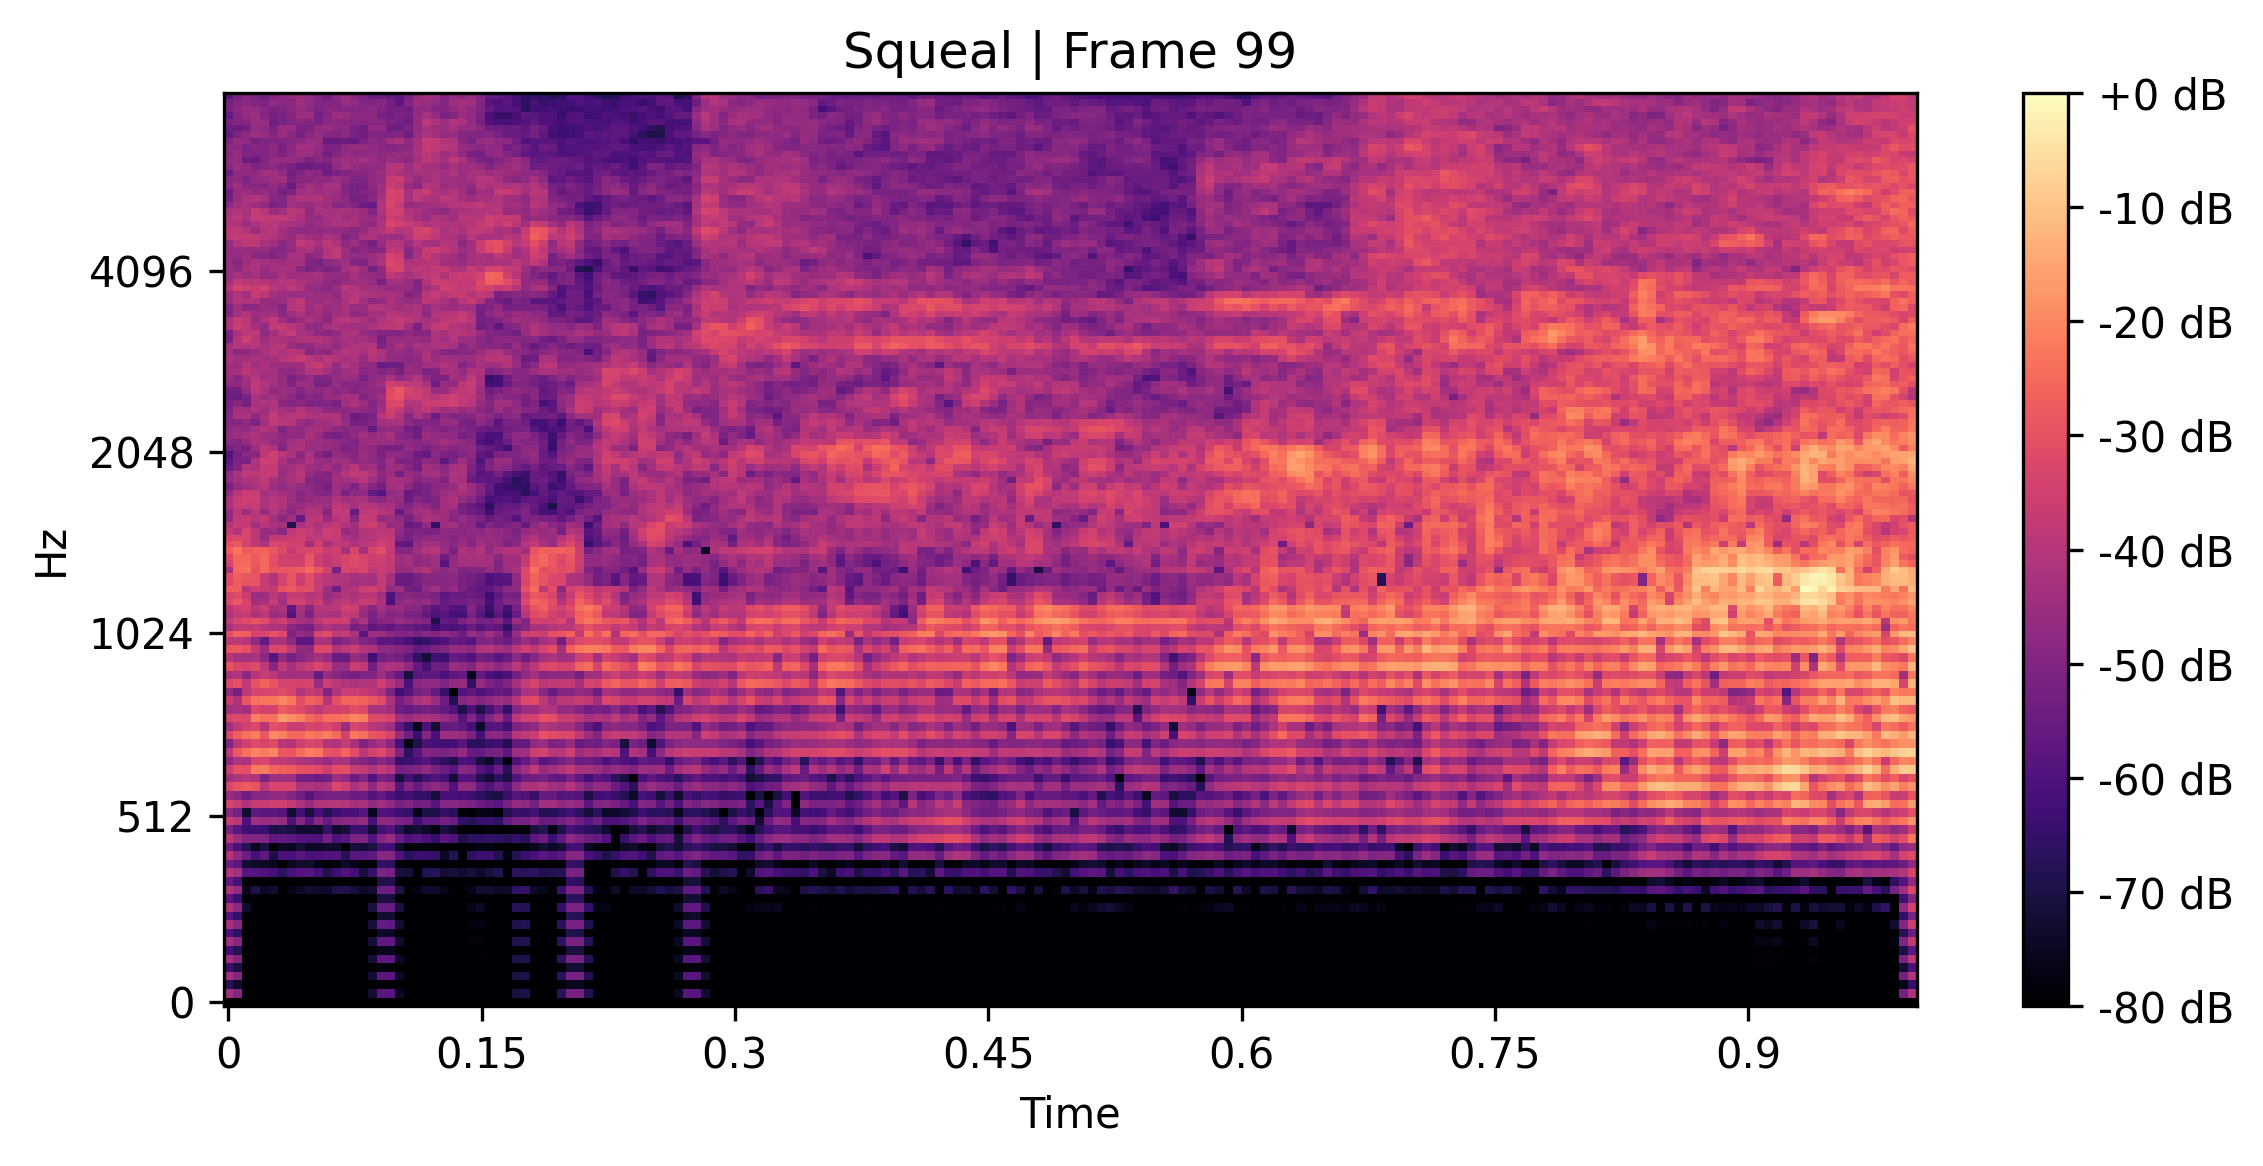 Squeal | Frame 99
+0 dB
-10 dB
-20 dB
-30 dB
-40 dB
-50 dB
-60 dB
-70 dB
-80 dB
Hz
4096
2048
1024
512
0
0 0.15 0.3 0.45 0.6 0.75 0.9
Time